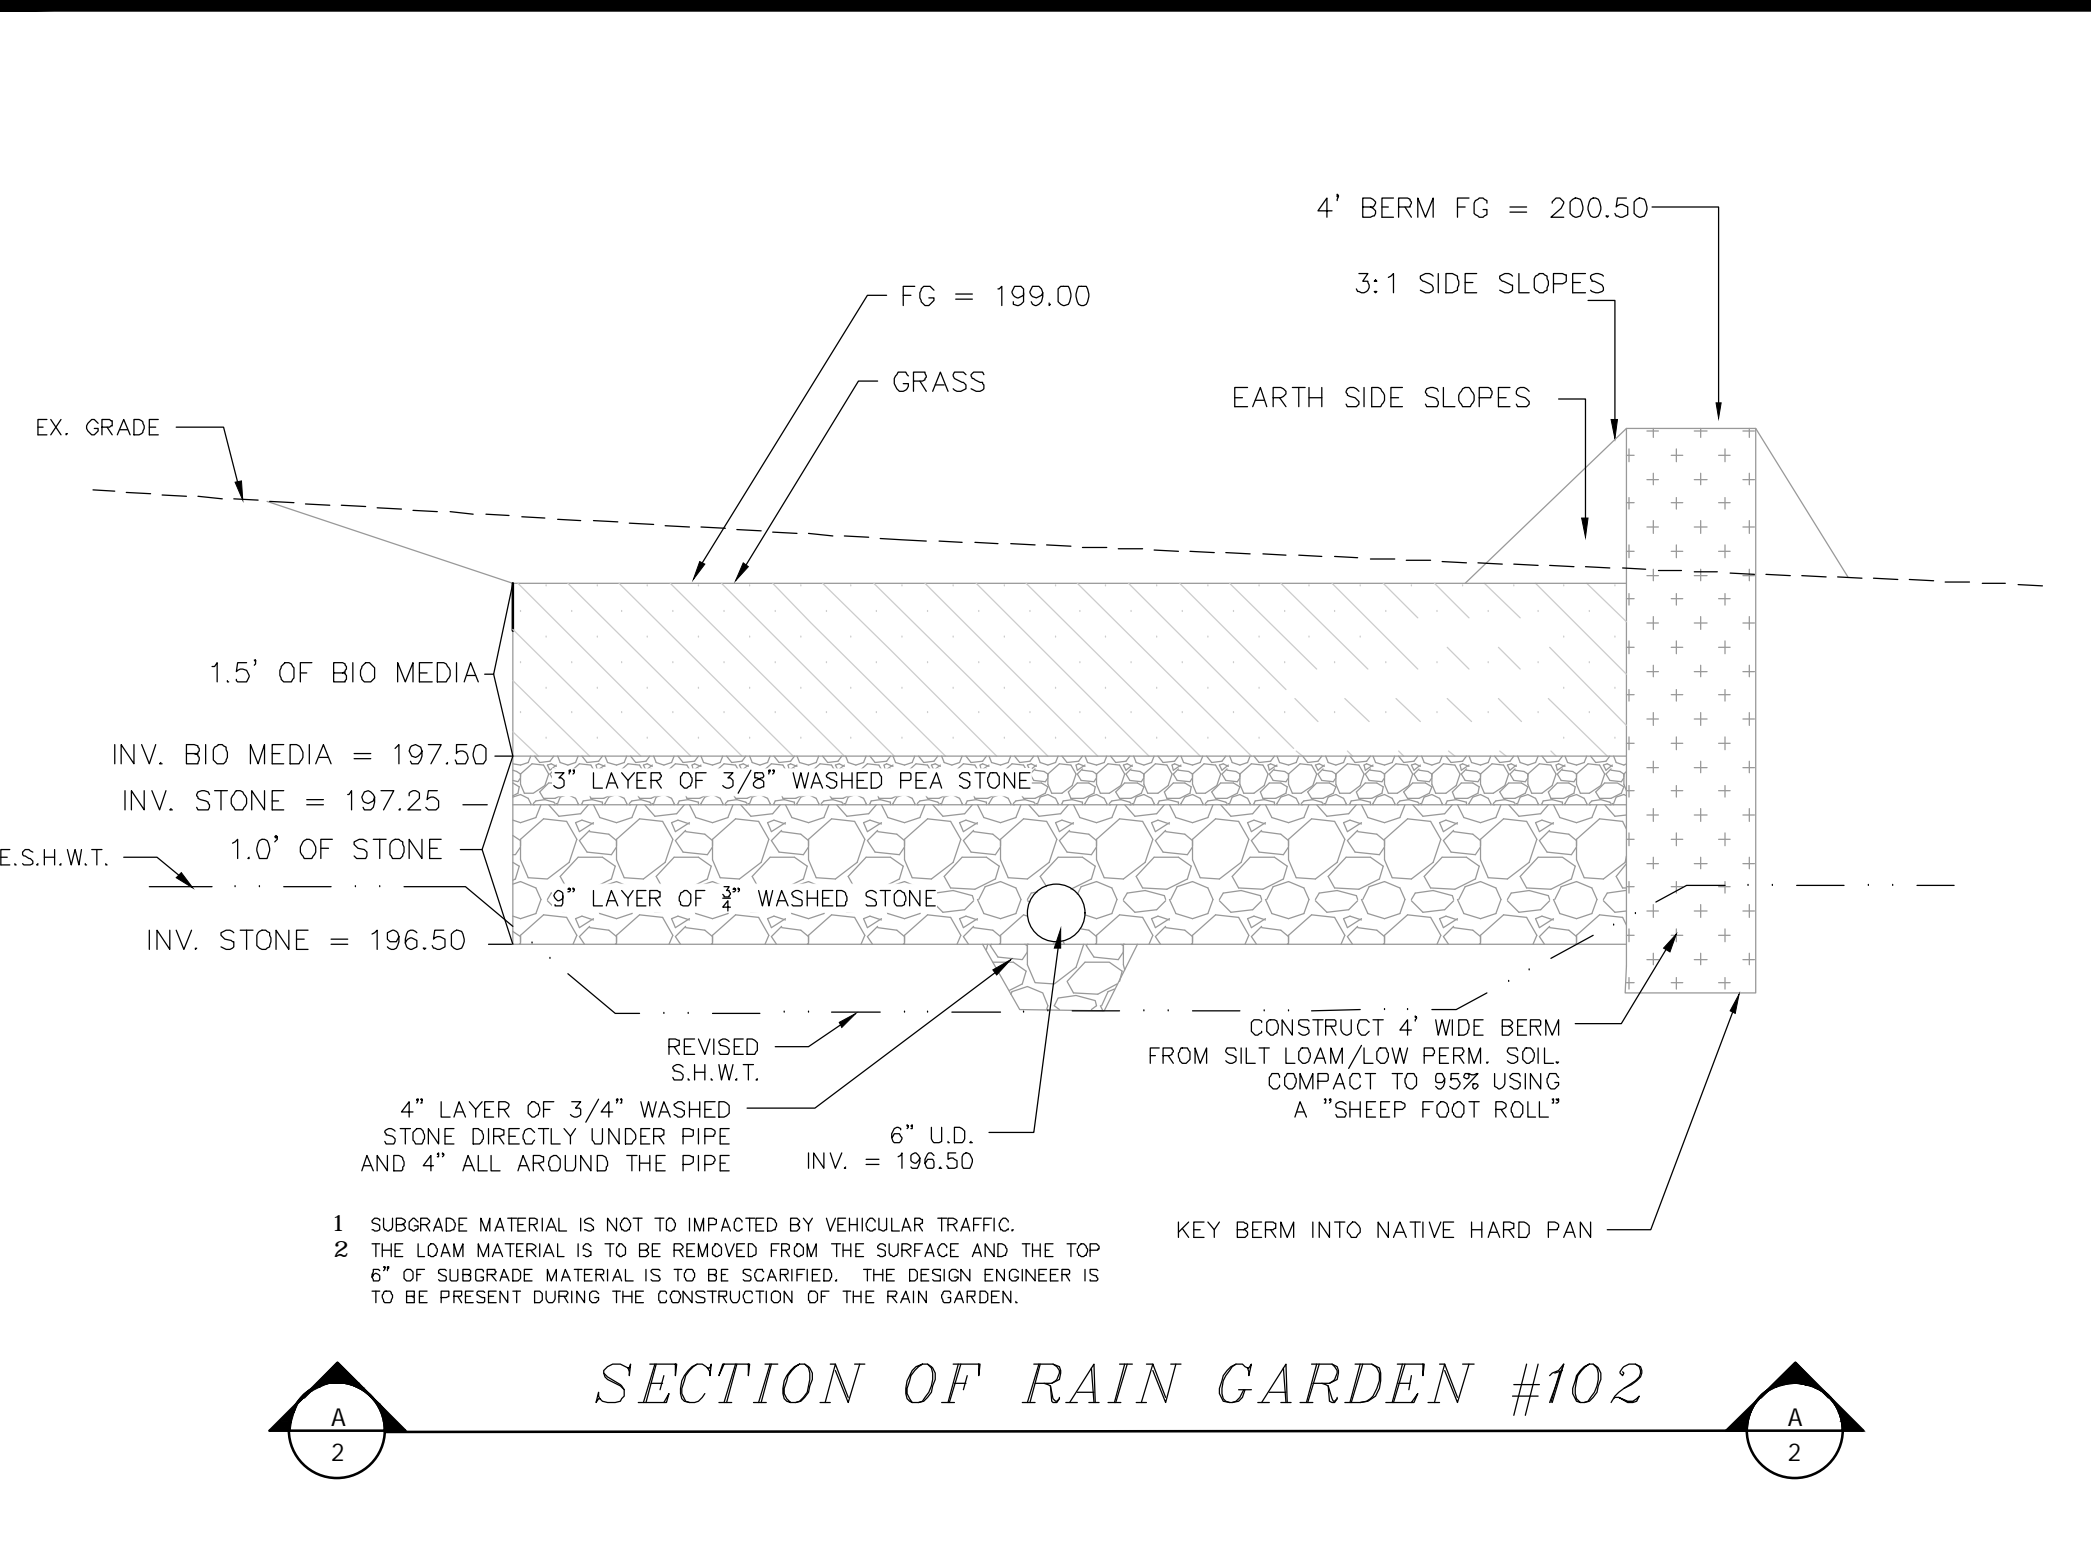 4' BERM FG = 200.50
3:1 SIDE SLOPES
FG = 199.00
GRASS
EARTH SIDE SLOPES
EX. GRADE
1.5' OF BIO MEDIA
INV. BIO MEDIA = 197.50
3" LAYER OF 3/8" WASHED PEA STONE
INV. STONE = 197.25
1.0' OF STONE
E.S.H.W.T.
9" LAYER OF 3/4" WASHED STONE
INV. STONE = 196.50
REVISED
S.H.W.T.
CONSTRUCT 4' WIDE BERM
FROM SILT LOAM/LOW PERM. SOIL.
COMPACT TO 95% USING
A "SHEEP FOOT ROLL"
4" LAYER OF 3/4" WASHED
STONE DIRECTLY UNDER PIPE
AND 4" ALL AROUND THE PIPE
6" U.D.
INV. = 196.50
KEY BERM INTO NATIVE HARD PAN
1 SUBGRADE MATERIAL IS NOT TO IMPACTED BY VEHICULAR TRAFFIC.
2 THE LOAM MATERIAL IS TO BE REMOVED FROM THE SURFACE AND THE TOP
6" OF SUBGRADE MATERIAL IS TO BE SCARIFIED. THE DESIGN ENGINEER IS
TO BE PRESENT DURING THE CONSTRUCTION OF THE RAIN GARDEN.
SECTION OF RAIN GARDEN #102
A
2
A
2